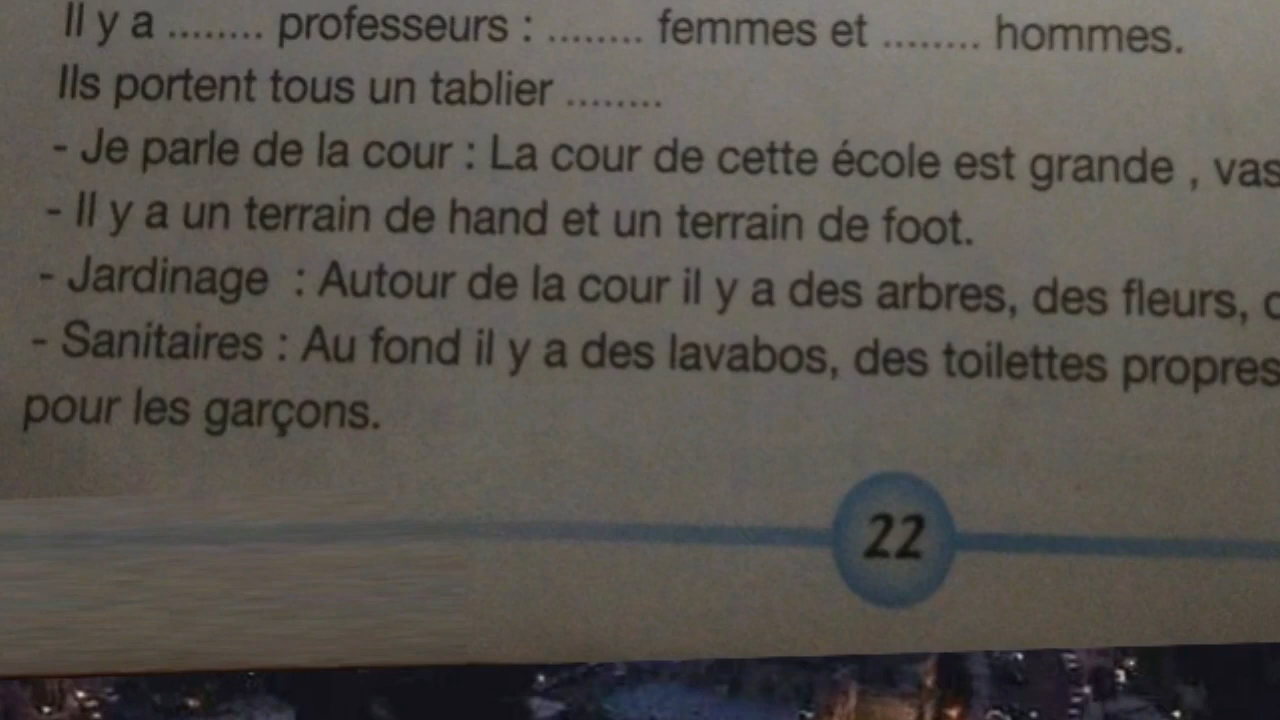 Il y a ........ professeurs : ........ femmes et ........ hommes.
Ils portent tous un tablier ........
- Je parle de la cour : La cour de cette école est grande , vas
- Il y a un terrain de hand et un terrain de foot.
- Jardinage : Autour de la cour il y a des arbres, des fleurs,
- Sanitaires : Au fond il y a des lavabos, des toilettes propres
pour les garçons.
22